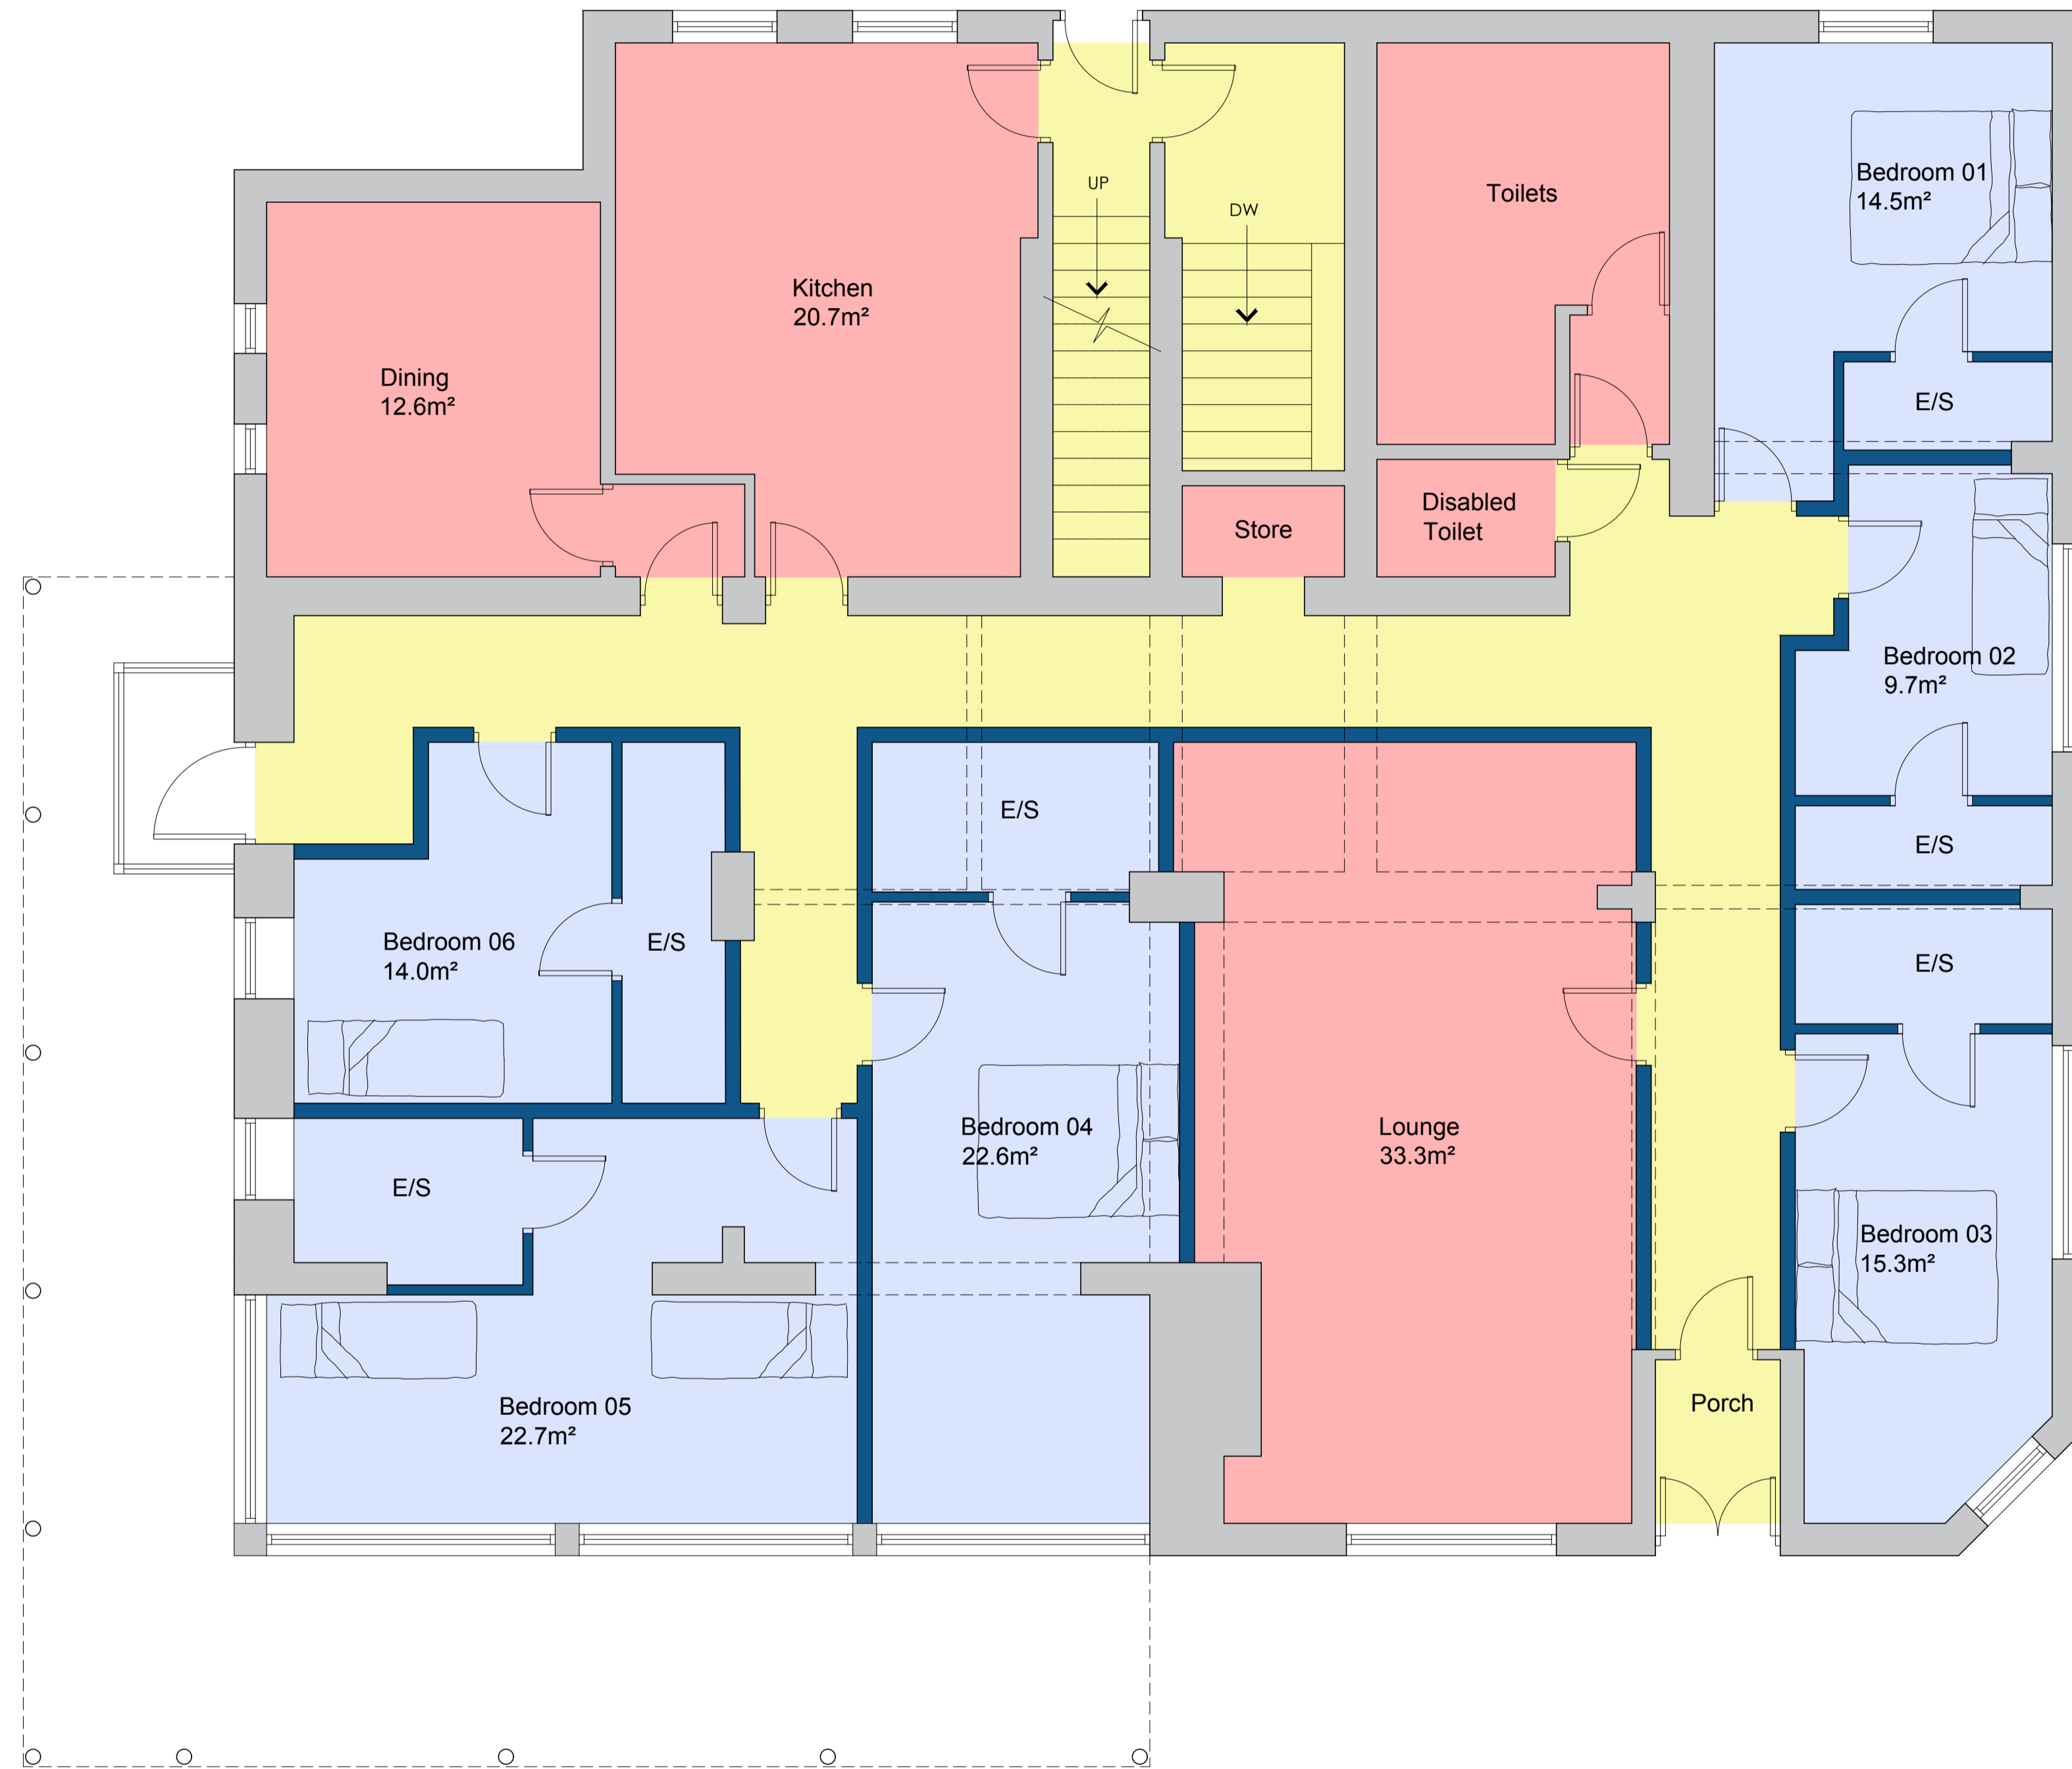 UP
DW
Toilets
Bedroom 01
14.5m²
Kitchen
20.7m²
Dining
12.6m²
E/S
Store
Disabled
Toilet
Bedroom 02
9.7m²
E/S
E/S
Bedroom 06
14.0m²
E/S
E/S
Bedroom 04
22.6m²
Lounge
33.3m²
E/S
Bedroom 03
15.3m²
Bedroom 05
22.7m²
Porch